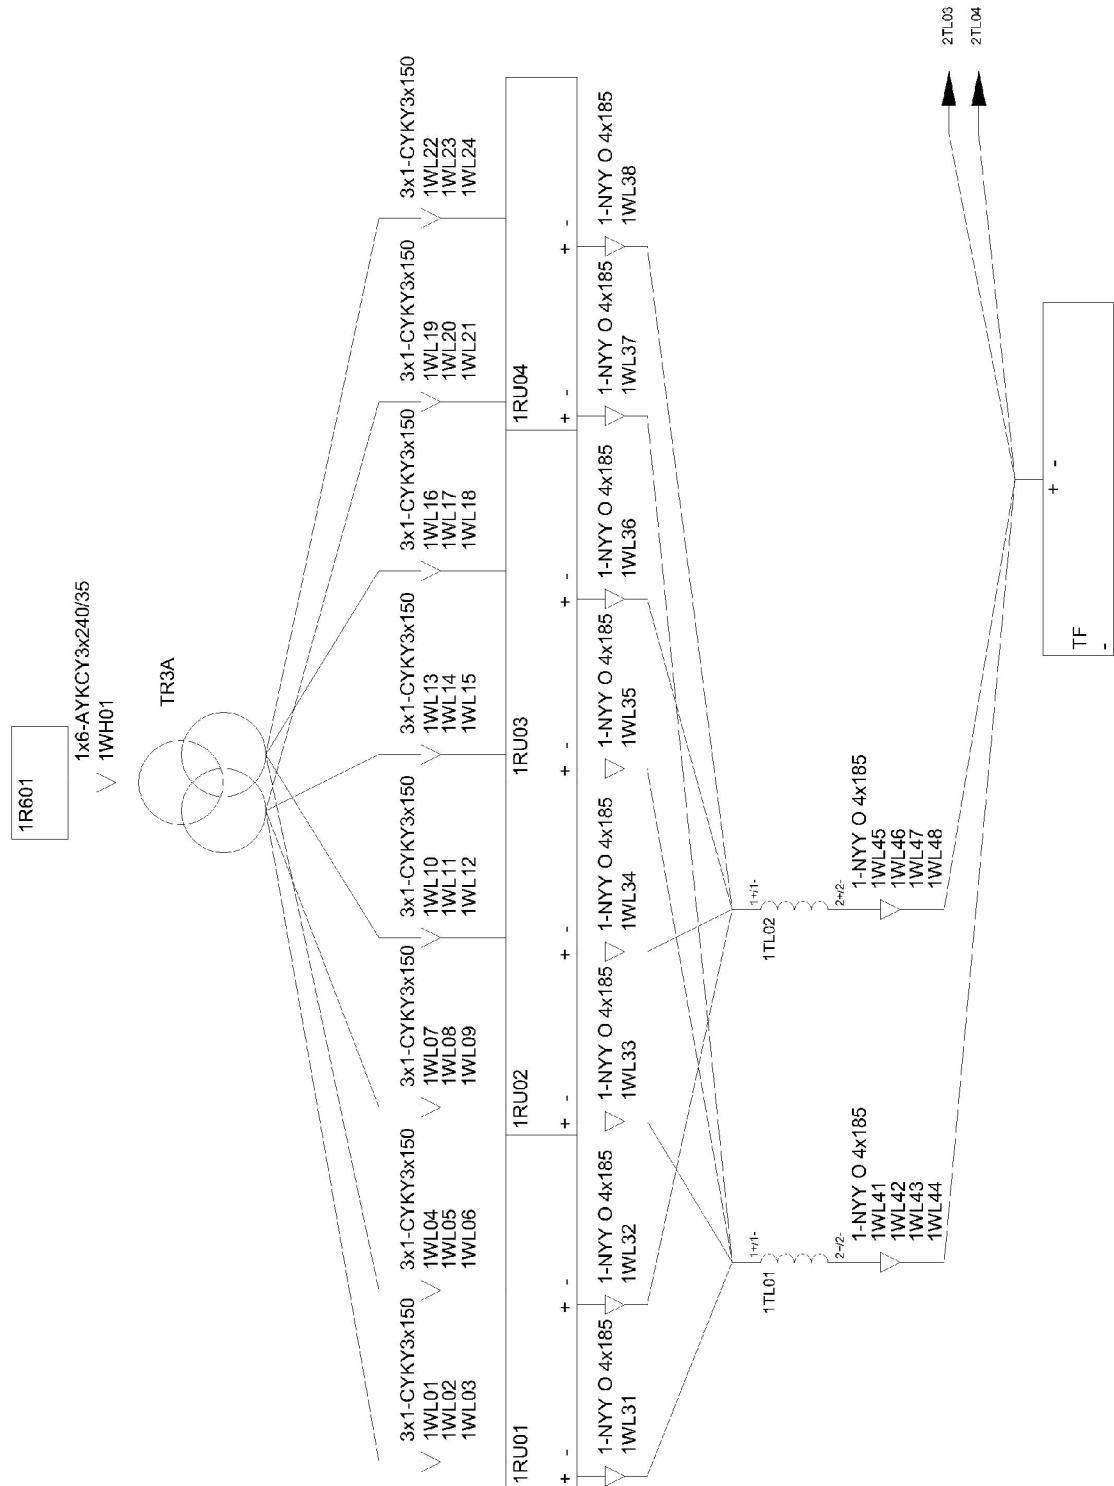 1R601
1x6-AYKCY3x240/35
1WH01
TR3A
3x1-CYKY3x150
1WL01
1WL02
1WL03
3x1-CYKY3x150
1WL04
1WL05
1WL06
3x1-CYKY3x150
1WL07
1WL08
1WL09
3x1-CYKY3x150
1WL10
1WL11
1WL12
3x1-CYKY3x150
1WL13
1WL14
1WL15
3x1-CYKY3x150
1WL16
1WL17
1WL18
3x1-CYKY3x150
1WL19
1WL20
1WL21
3x1-CYKY3x150
1WL22
1WL23
1WL24
1RU01
1RU02
1RU03
1RU04
+ -
+ -
+ -
+ -
+ -
+ -
+ -
+ -
1-NYY O 4x185
1WL31
1-NYY O 4x185
1WL32
1-NYY O 4x185
1WL33
1-NYY O 4x185
1WL34
1-NYY O 4x185
1WL35
1-NYY O 4x185
1WL36
1-NYY O 4x185
1WL37
1-NYY O 4x185
1WL38
1+/1-
1TL01
2+/2-
1-NYY O 4x185
1WL41
1WL42
1WL43
1WL44
1+/1-
1TL02
2+/2-
1-NYY O 4x185
1WL45
1WL46
1WL47
1WL48
2TL03
2TL04
+ -
TF
-